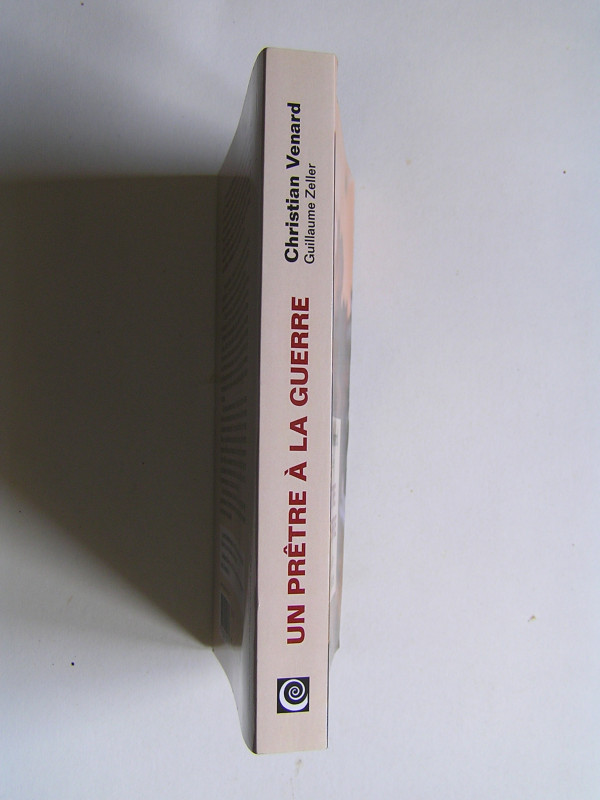 Christian Venard
Guillaume Zeller
UN PRÊTRE À LA GUERRE